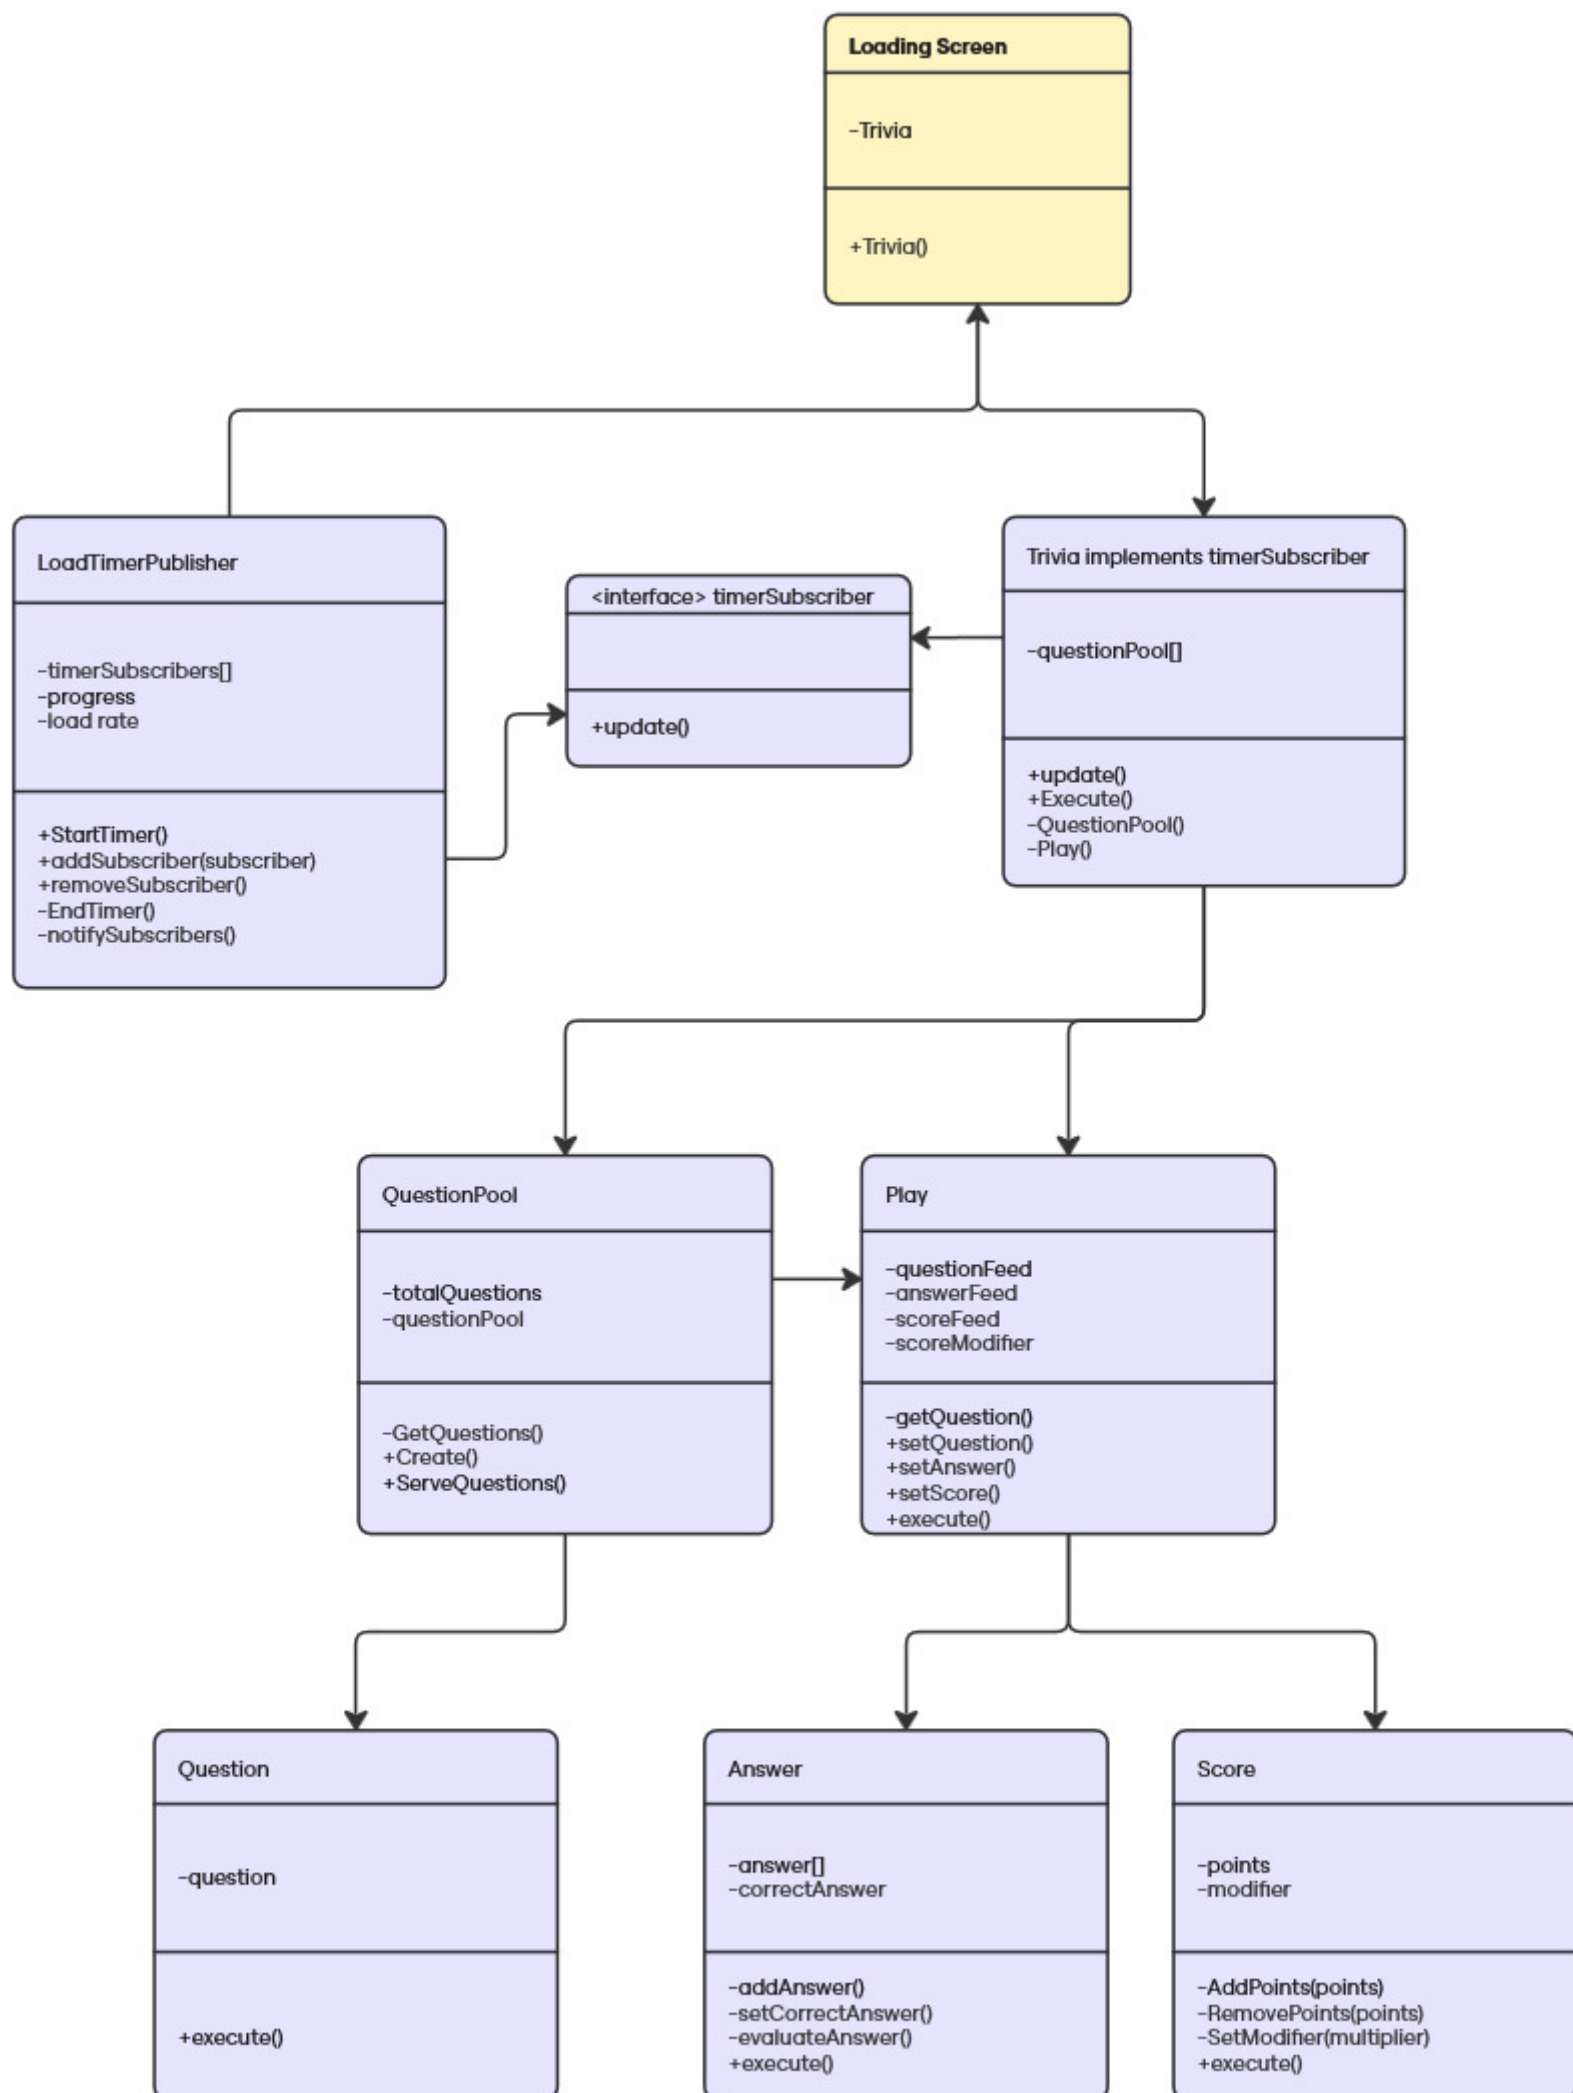 Loading Screen
-Trivia
+Trivia()
LoadTimerPublisher
-timerSubscribers[]
-progress
-load rate
+StartTimer()
+addSubscriber(subscriber)
+removeSubscriber()
-EndTimer()
-notifySubscribers()
<interface> timerSubscriber
+update()
Trivia implements timerSubscriber
-questionPool[]
+update()
+Execute()
-QuestionPool()
-Play()
QuestionPool
-totalQuestions
-questionPool
-GetQuestions()
+Create()
+ServeQuestions()
Play
-questionFeed
-answerFeed
-scoreFeed
-scoreModifier
-getQuestion()
+setQuestion()
+setAnswer()
+setScore()
+execute()
Question
-question
+execute()
Answer
-answer[]
-correctAnswer
-addAnswer()
-setCorrectAnswer()
-evaluateAnswer()
+execute()
Score
-points
-modifier
-AddPoints(points)
-RemovePoints(points)
-SetModifier(multiplier)
+execute()